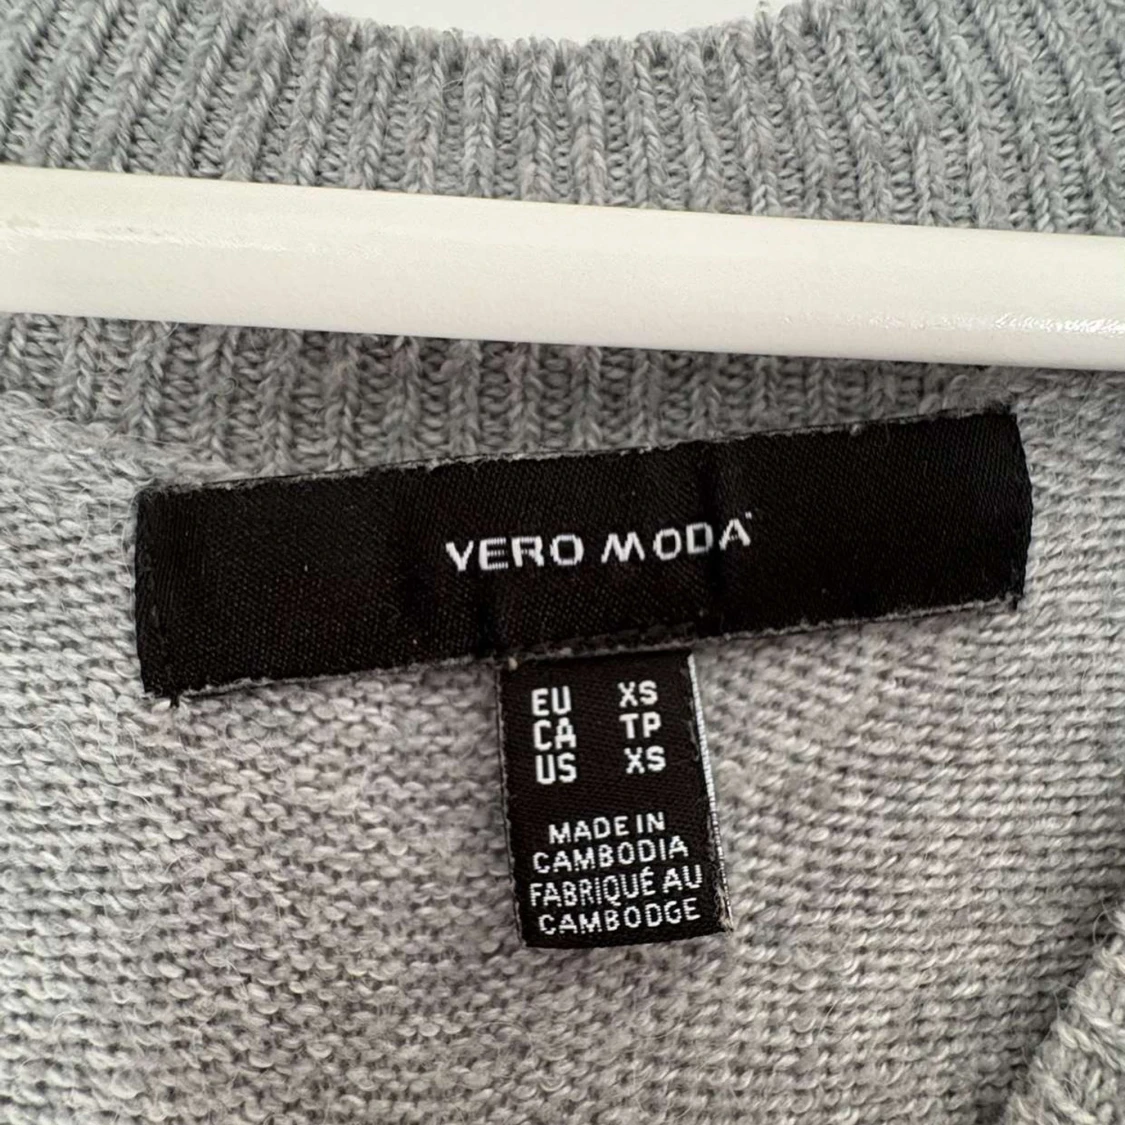 VERO MODA
EU XS
CA TP
US XS
MADE IN
CAMBODIA
FABRIQUÉ AU
CAMBODGE